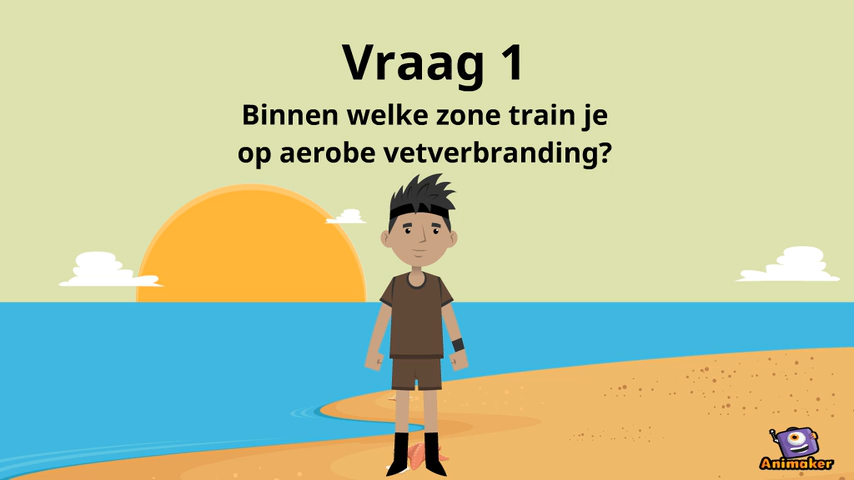 Vraag 1
Binnen welke zone train je
op aerobe vetverbranding?
Animaker